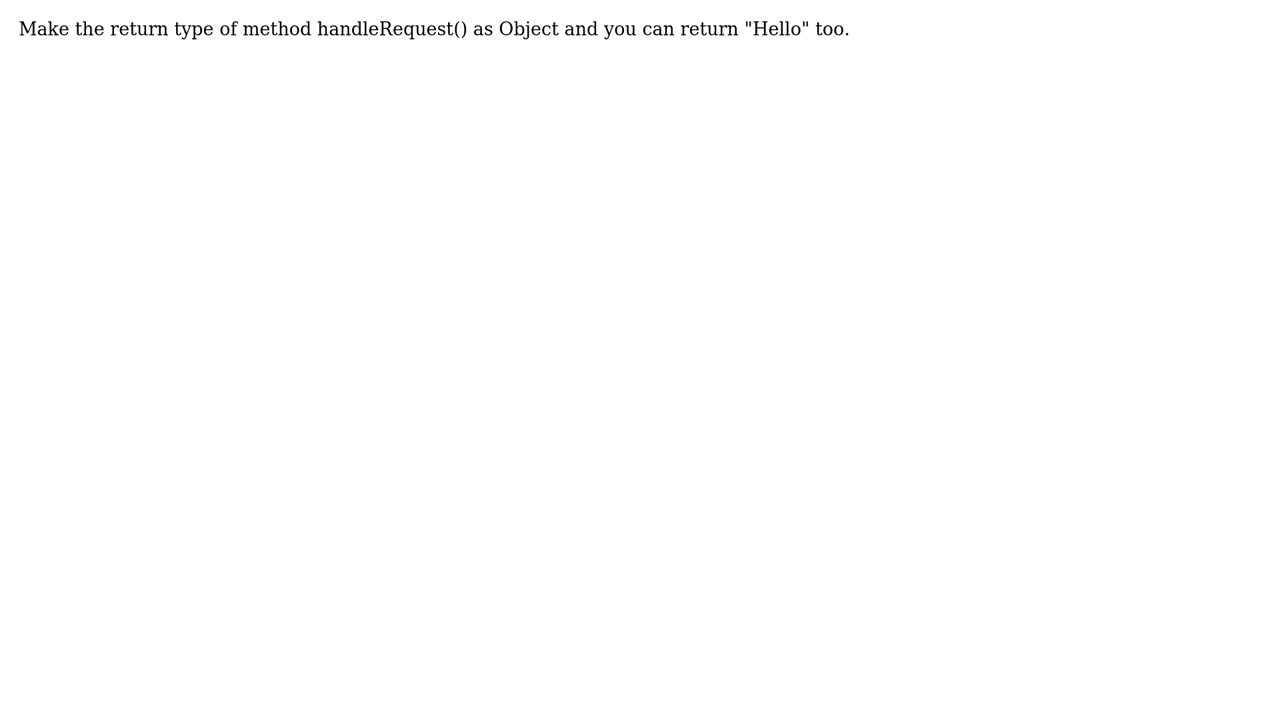 Make the return type of method handleRequest() as Object and you can return "Hello" too.